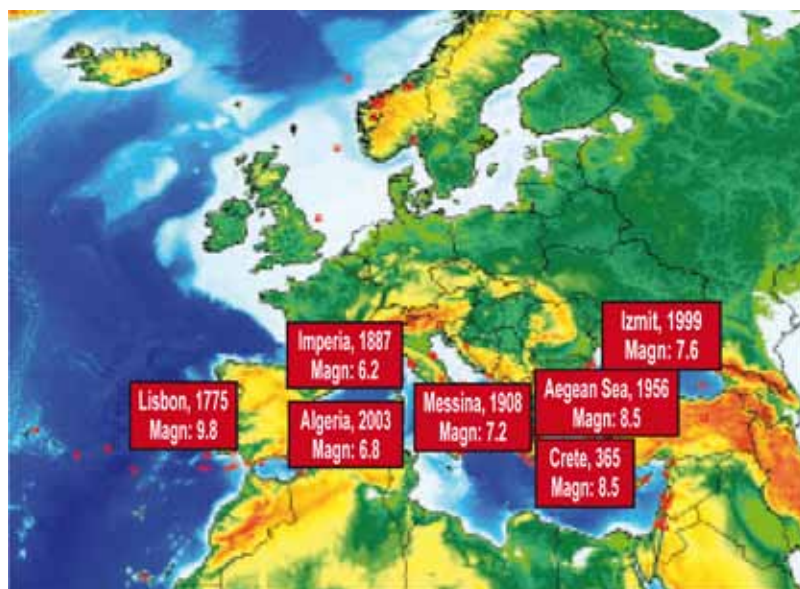 Izmit, 1999
Magn: 7.6
Imperia, 1887
Magn: 6.2
Lisbon, 1775
Magn: 9.8
Algeria, 2003
Magn: 6.8
Messina, 1908
Magn: 7.2
Aegean Sea, 1956
Magn: 8.5
Crete, 365
Magn: 8.5